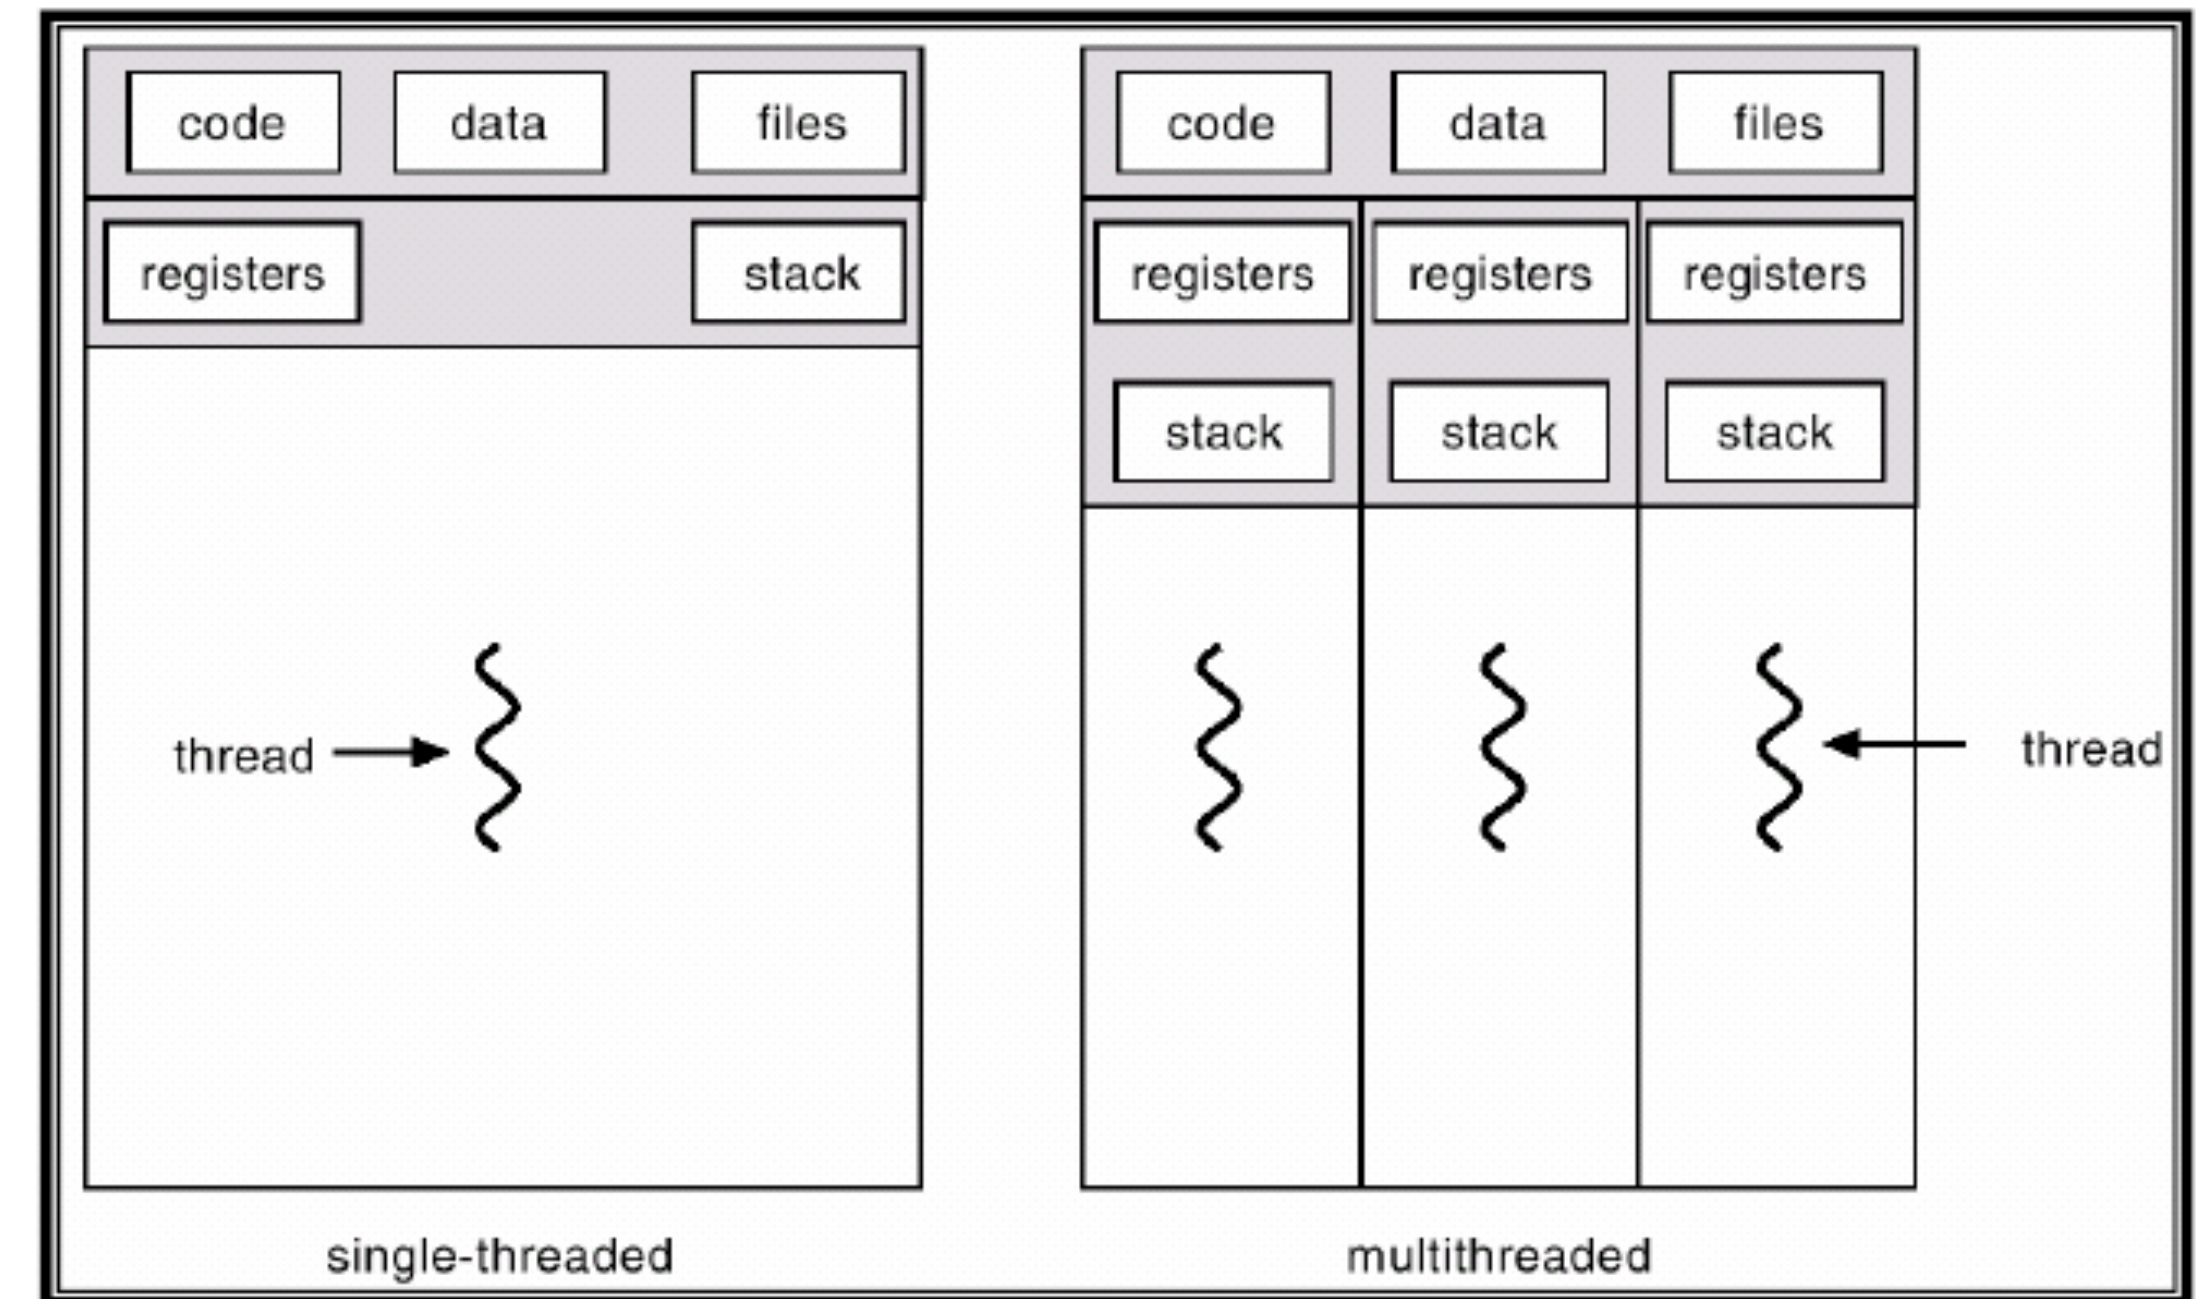 code data files
registers stack
thread
single-threaded
code data files
registers registers registers
stack stack stack
thread
multithreaded